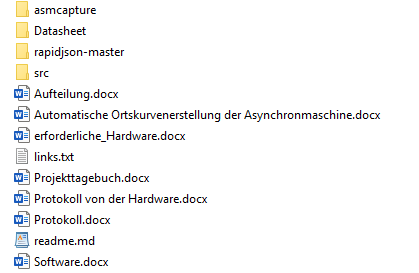 asmcapture
Datasheet
rapidjson-master
src
Aufteilung.docx
Automatische Ortskurvenerstellung der Asynchronmaschine.docx
erforderliche_Hardware.docx
links.txt
Projekttagebuch.docx
Protokoll von der Hardware.docx
Protokoll.docx
readme.md
Software.docx